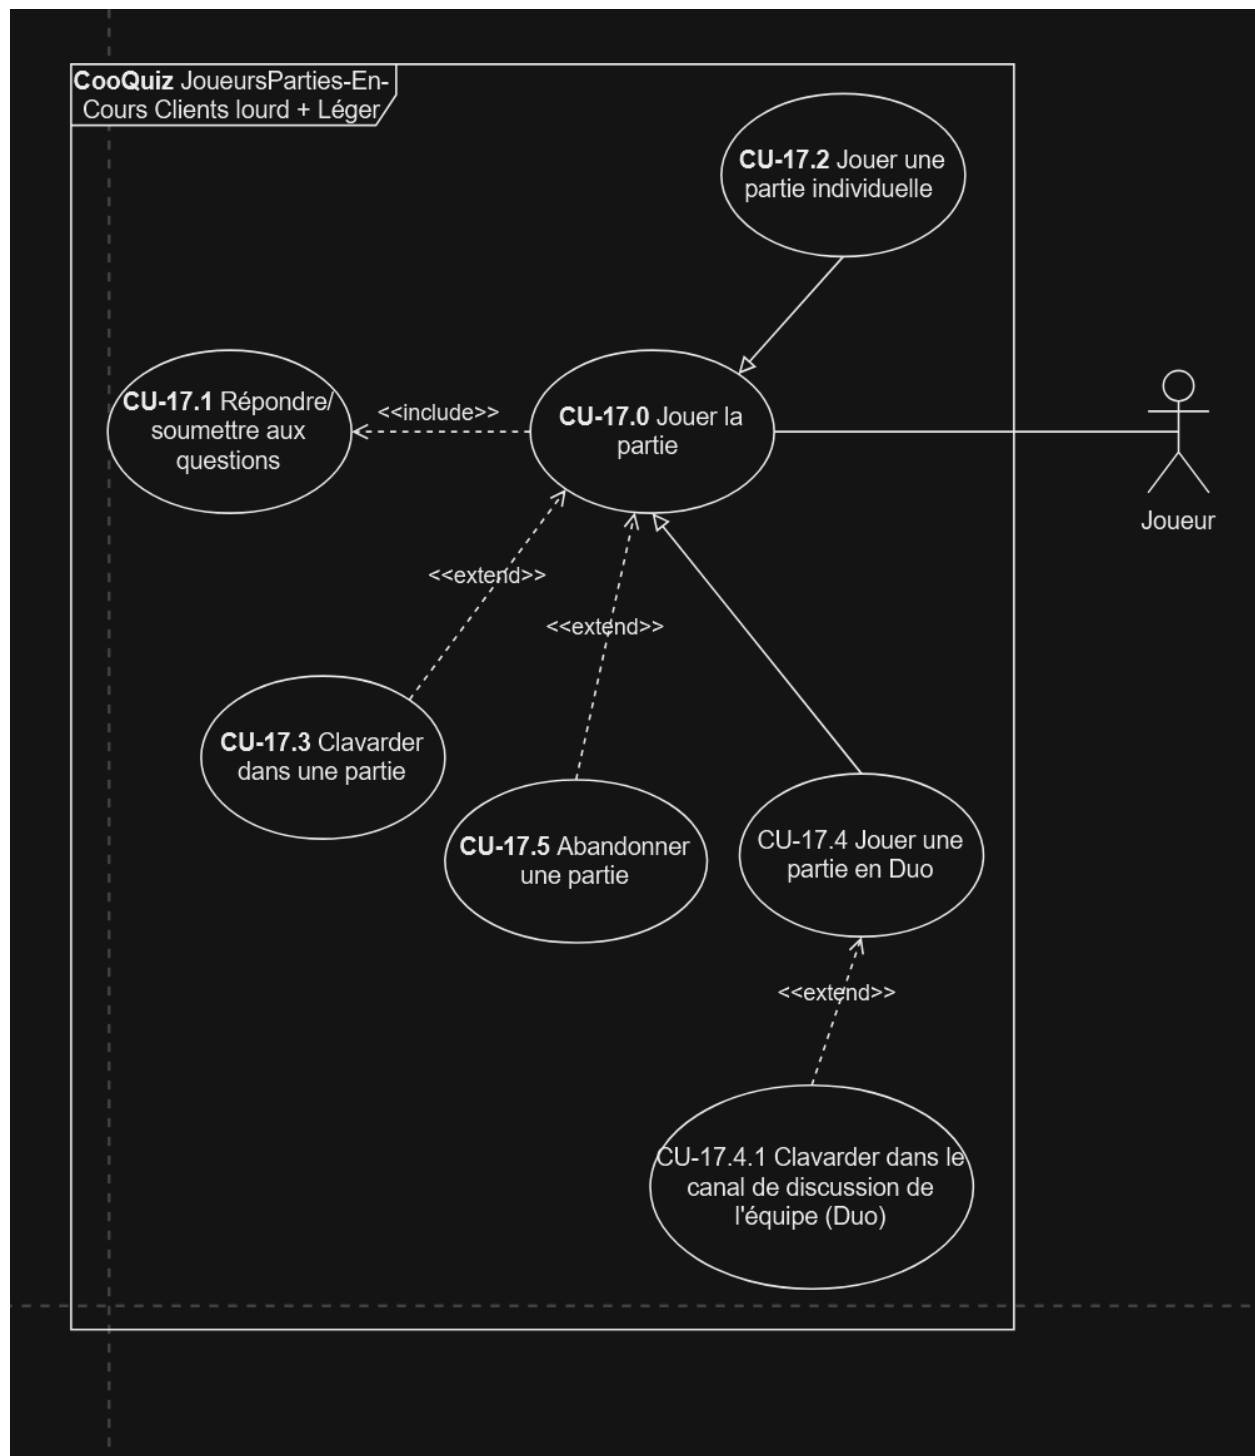 CooQuiz JoueursParties-En-
Cours Clients lourd + Léger
CU-17.2 Jouer une
partie individuelle
CU-17.1 Répondre/
soumettre aux
questions
<<include>>
CU-17.0 Jouer la
partie
Joueur
<<extend>>
<<extend>>
CU-17.3 Clavarder
dans une partie
CU-17.5 Abandonner
une partie
CU-17.4 Jouer une
partie en Duo
<<extend>>
CU-17.4.1 Clavarder dans le
canal de discussion de
l'équipe (Duo)